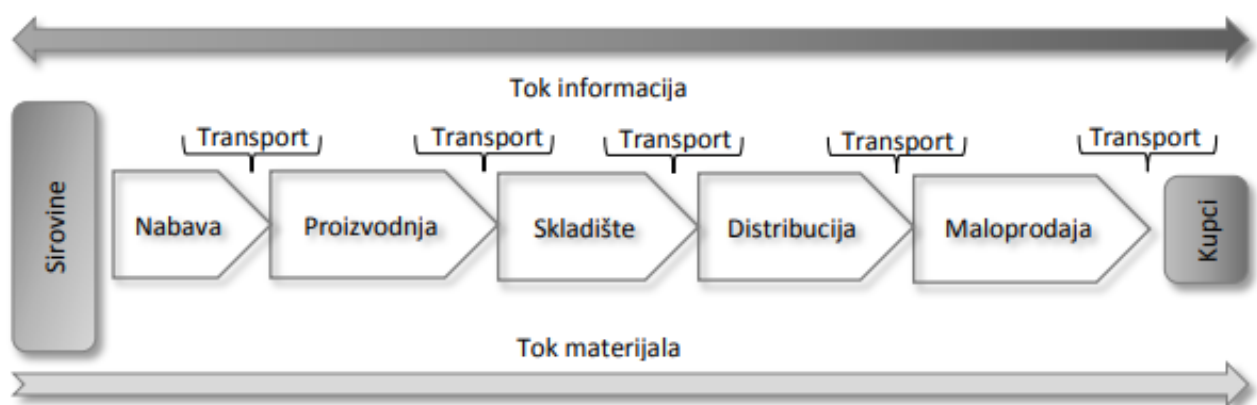 Tok informacija
Transport Transport Transport Transport Transport
Sirovine
Nabava
Proizvodnja
Skladište
Distribucija
Maloprodaja
Kupci
Tok materijala